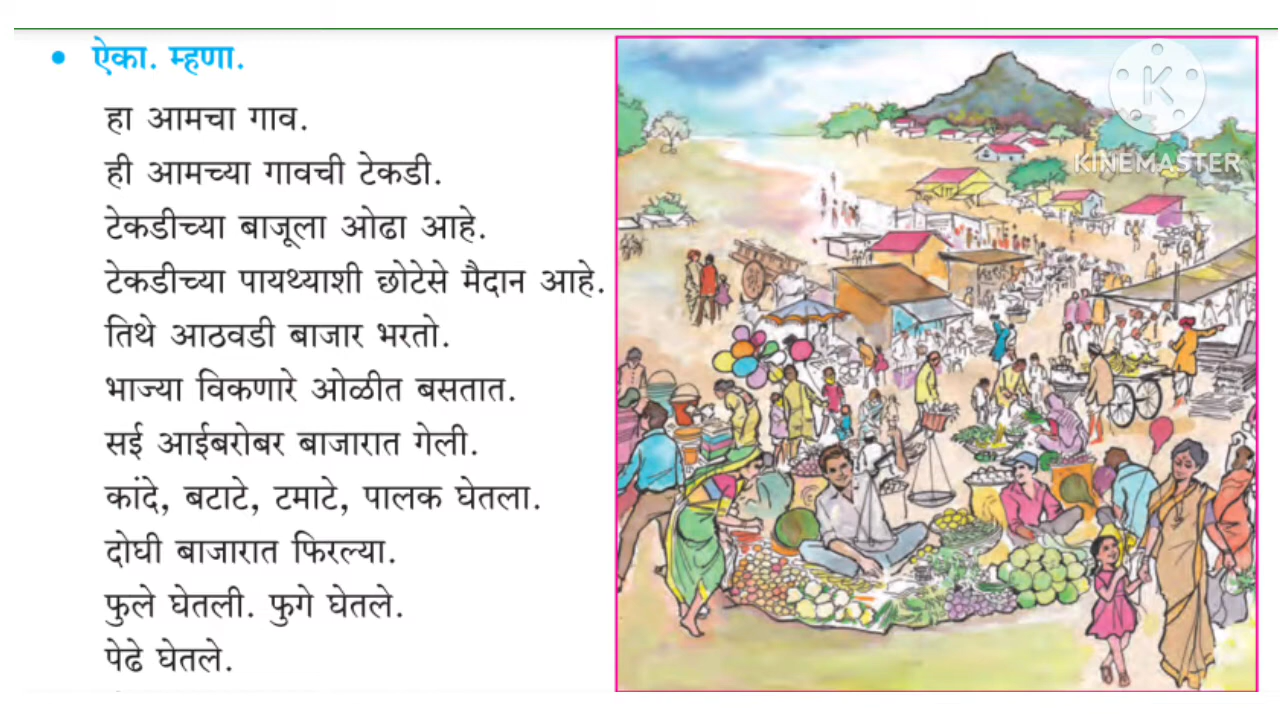 • ऐका. म्हणा.
हा आमचा गाव.
ही आमच्या गावची टेकडी.
टेकडीच्या बाजूला ओढा आहे.
टेकडीच्या पायथ्याशी छोटेसे मैदान आहे.
तिथे आठवडी बाजार भरतो.
भाज्या विकणारे ओळीत बसतात.
सई आईबरोबर बाजारात गेली.
कांदे, बटाटे, टमाटे, पालक घेतला.
दोघी बाजारात फिरल्या.
फुले घेतली. फुगे घेतले.
पेढे घेतले.
K
KINEMASTER